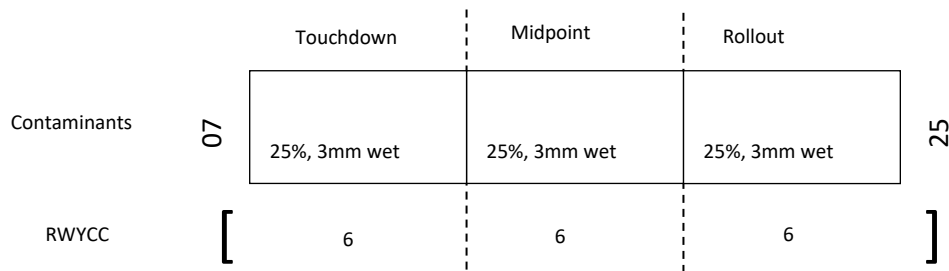 Touchdown Midpoint Rollout
Contaminants
07
25%, 3mm wet 25%, 3mm wet 25%, 3mm wet
25
RWYCC [ 6 6 6 ]